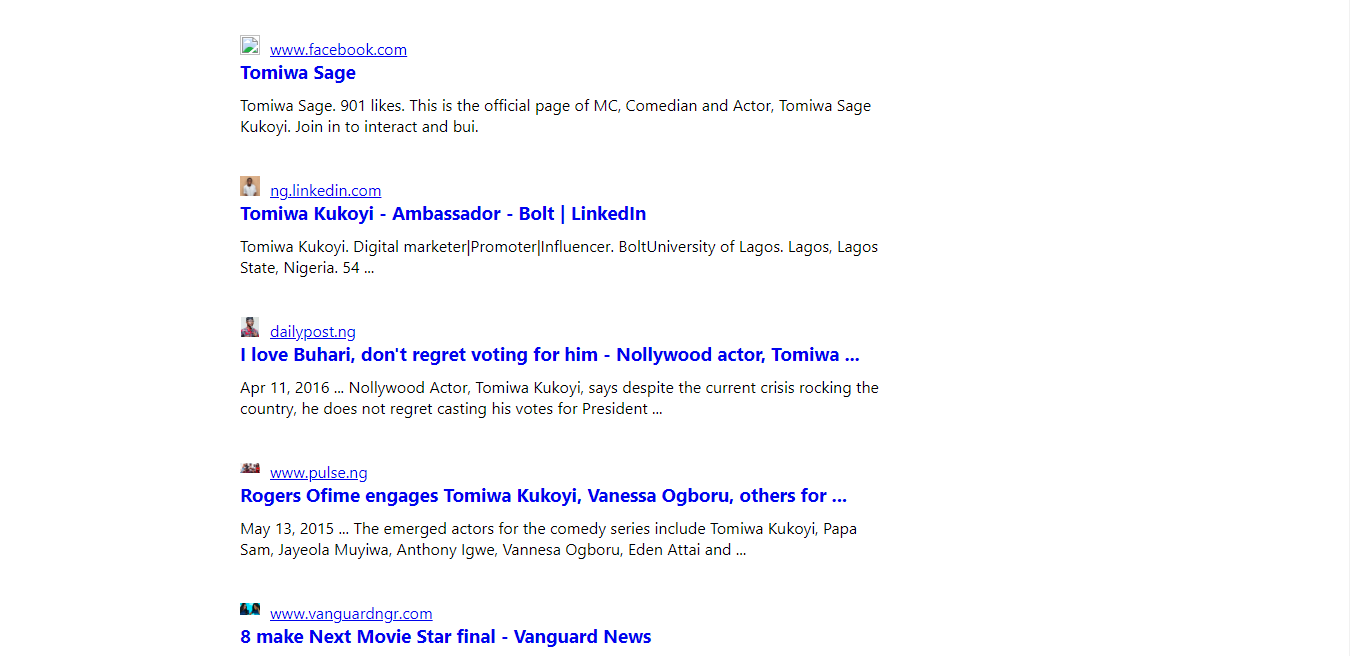 www.facebook.com
Tomiwa Sage
Tomiwa Sage. 901 likes. This is the official page of MC, Comedian and Actor, Tomiwa Sage
Kukoyi. Join in to interact and bui.
ng.linkedin.com
Tomiwa Kukoyi - Ambassador - Bolt | LinkedIn
Tomiwa Kukoyi. Digital marketer|Promoter|Influencer. BoltUniversity of Lagos. Lagos, Lagos
State, Nigeria. 54 ...
dailypost.ng
I love Buhari, don't regret voting for him - Nollywood actor, Tomiwa ...
Apr 11, 2016 ... Nollywood Actor, Tomiwa Kukoyi, says despite the current crisis rocking the
country, he does not regret casting his votes for President ...
www.pulse.ng
Rogers Ofime engages Tomiwa Kukoyi, Vanessa Ogboru, others for ...
May 13, 2015 ... The emerged actors for the comedy series include Tomiwa Kukoyi, Papa
Sam, Jayeola Muyiwa, Anthony Igwe, Vannesa Ogboru, Eden Attai and ...
www.vanguardngr.com
8 make Next Movie Star final - Vanguard News